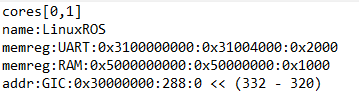 cores[0,1]
name:LinuxROS
memreg:UART:0x3100000000:0x31004000:0x2000
memreg:RAM:0x5000000000:0x50000000:0x1000
addr:GIC:0x30000000:288:0 << (332 - 320)